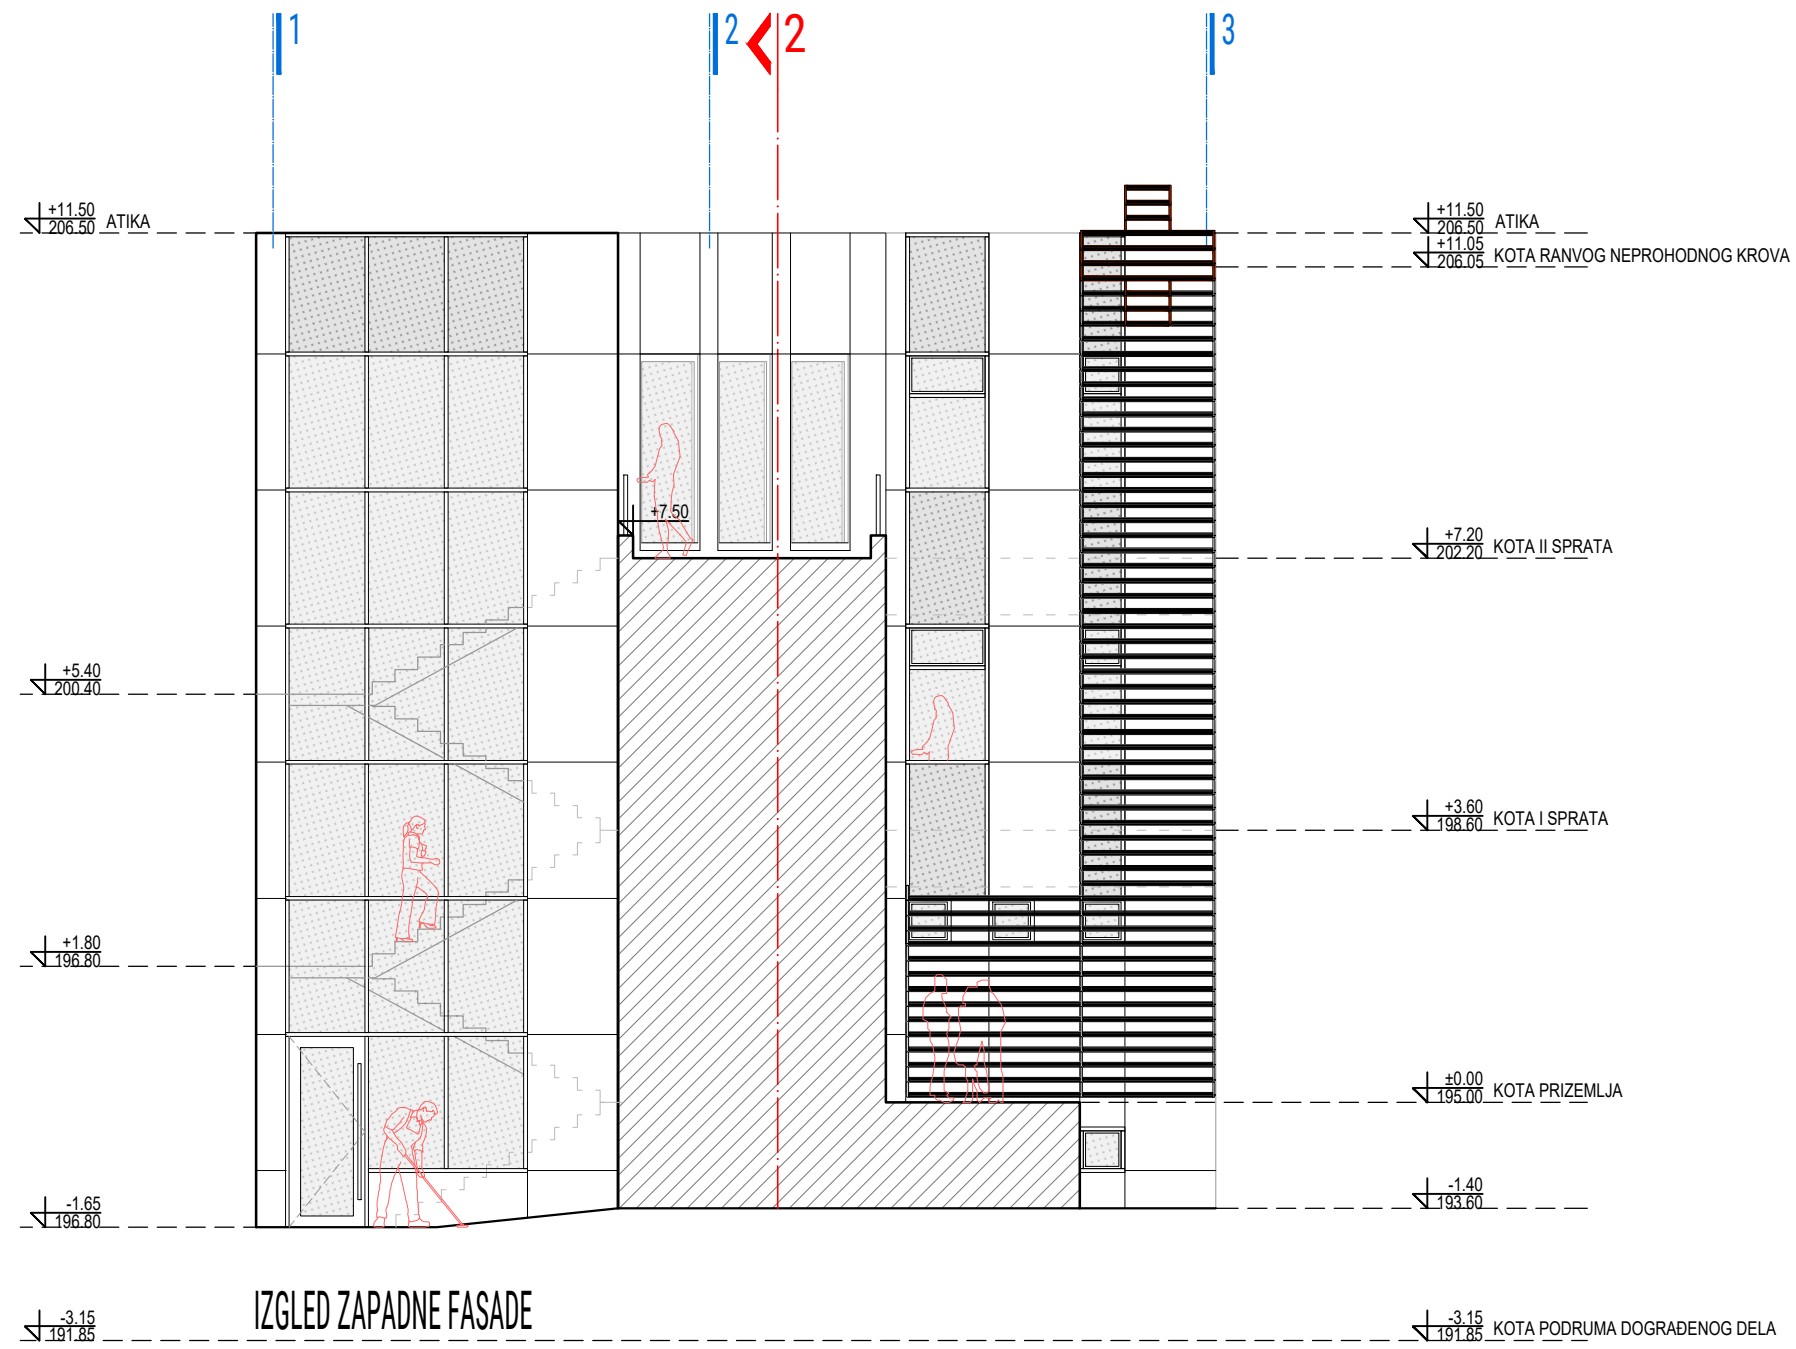 1
2
2
3
+11.50
206.50 ATIKA
+11.50
206.50 ATIKA
+11.05
206.05 KOTA RANVOG NEPROHODNOG KROVA
+7.50
+7.20
202.20 KOTA II SPRATA
+5.40
200.40
+3.60
198.60 KOTA I SPRATA
+1.80
196.80
±0.00
195.00 KOTA PRIZEMLJA
-1.65
196.80
-1.40
193.60
IZGLED ZAPADNE FASADE
-3.15
191.85
-3.15
191.85 KOTA PODRUMA DOGRAĐENOG DELA